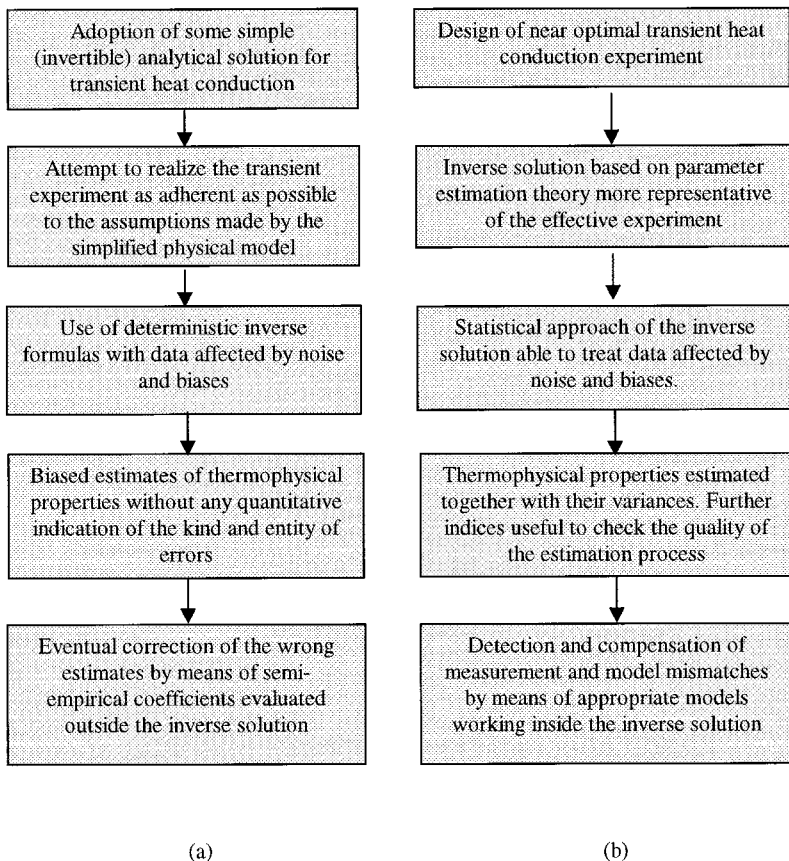 Adoption of some simple
(invertible) analytical solution for
transient heat conduction
Attempt to realize the transient
experiment as adherent as possible
to the assumptions made by the
simplified physical model
Use of deterministic inverse
formulas with data affected by noise
and biases
Biased estimates of thermophysical
properties without any quantitative
indication of the kind and entity of
errors
Eventual correction of the wrong
estimates by means of semi-
empirical coefficients evaluated
outside the inverse solution
(a)
Design of near optimal transient heat
conduction experiment
Inverse solution based on parameter
estimation theory more representative
of the effective experiment
Statistical approach of the inverse
solution able to treat data affected by
noise and biases.
Thermophysical properties estimated
together with their variances. Further
indices useful to check the quality of
the estimation process
Detection and compensation of
measurement and model mismatches
by means of appropriate models
working inside the inverse solution
(b)